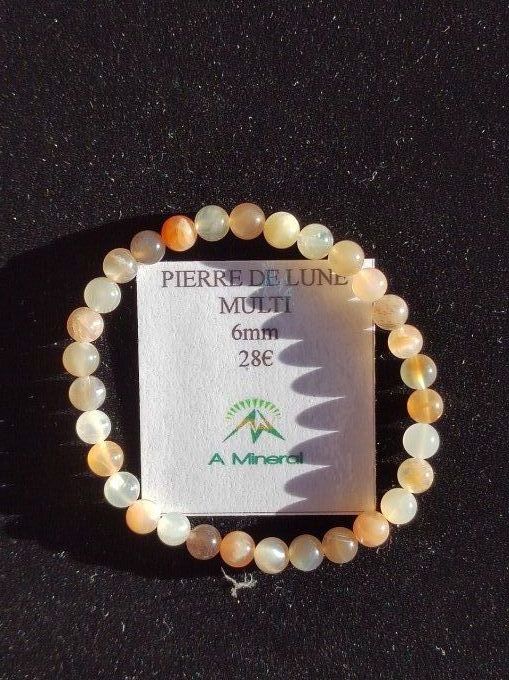 PIERRE DE LUNE
MULTI
6mm
28€
A Mineral